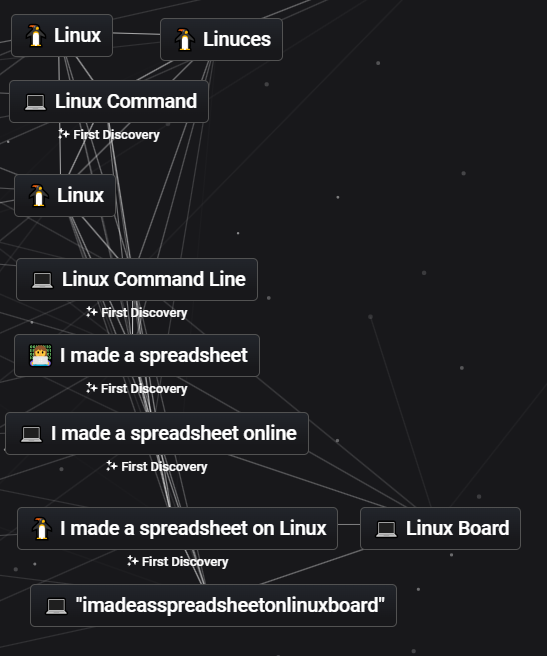 Linux
Linuces
Linux Command
First Discovery
Linux
Linux Command Line
First Discovery
I made a spreadsheet
First Discovery
I made a spreadsheet online
First Discovery
I made a spreadsheet on Linux
Linux Board
First Discovery
"imadeasspreadsheetonlinuxboard"